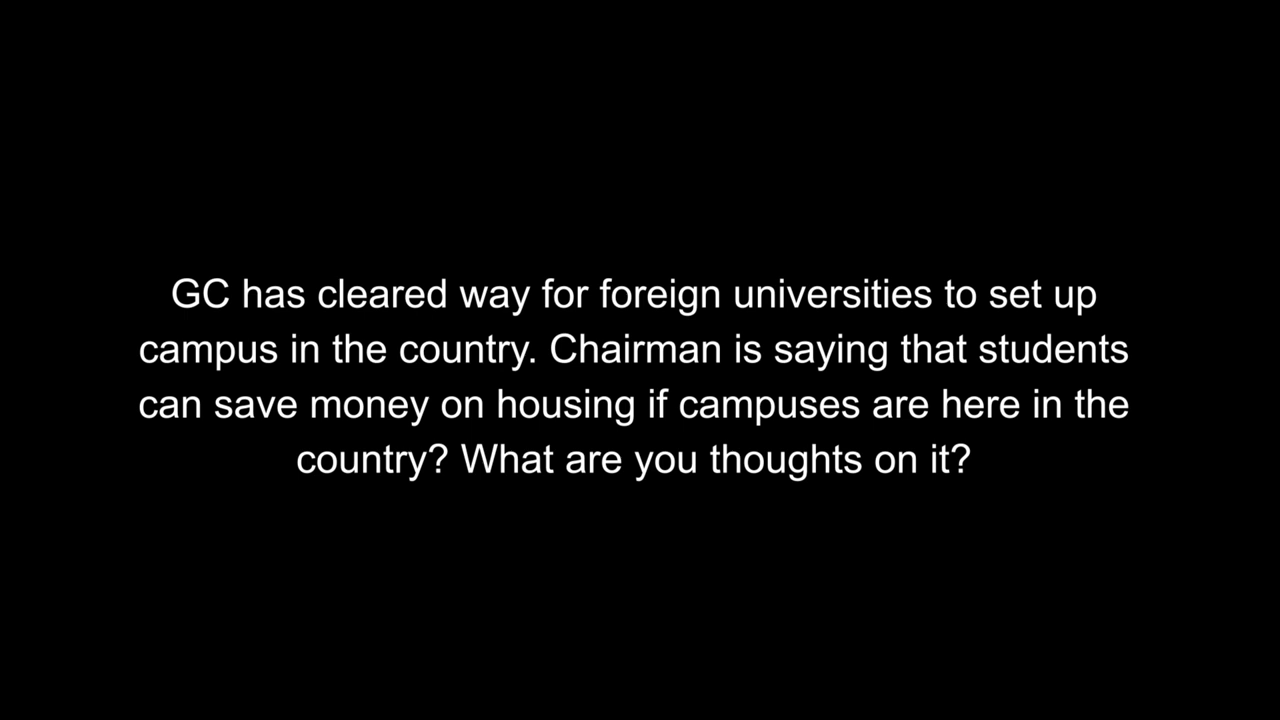 GC has cleared way for foreign universities to set up
campus in the country. Chairman is saying that students
can save money on housing if campuses are here in the
country? What are you thoughts on it?